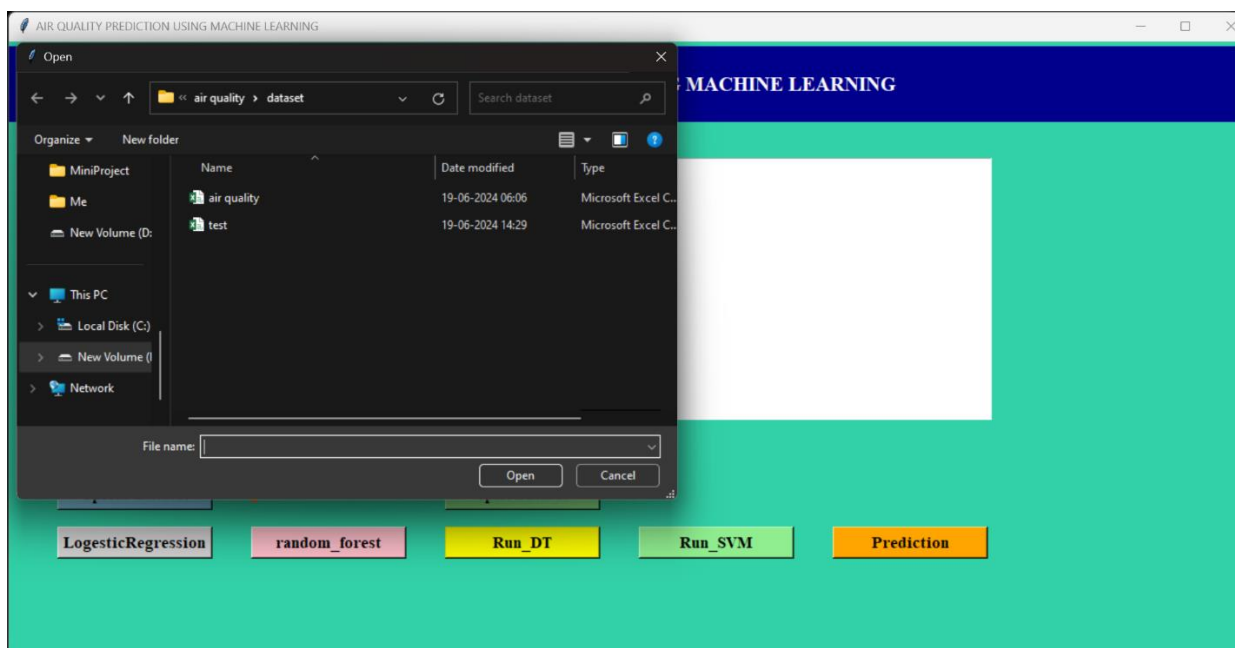 AIR QUALITY PREDICTION USING MACHINE LEARNING
Open
MACHINE LEARNING
air quality > dataset
Search dataset
Organize
New folder
MiniProject
Me
New Volume (D:
This PC
Local Disk (C:)
New Volume (
Network
Name
Date modified
Type
air quality
19-06-2024 06:06
Microsoft Excel C...
test
19-06-2024 14:29
Microsoft Excel C...
File name:
Open
Cancel
LogesticRegression
random_forest
Run_DT
Run_SVM
Prediction